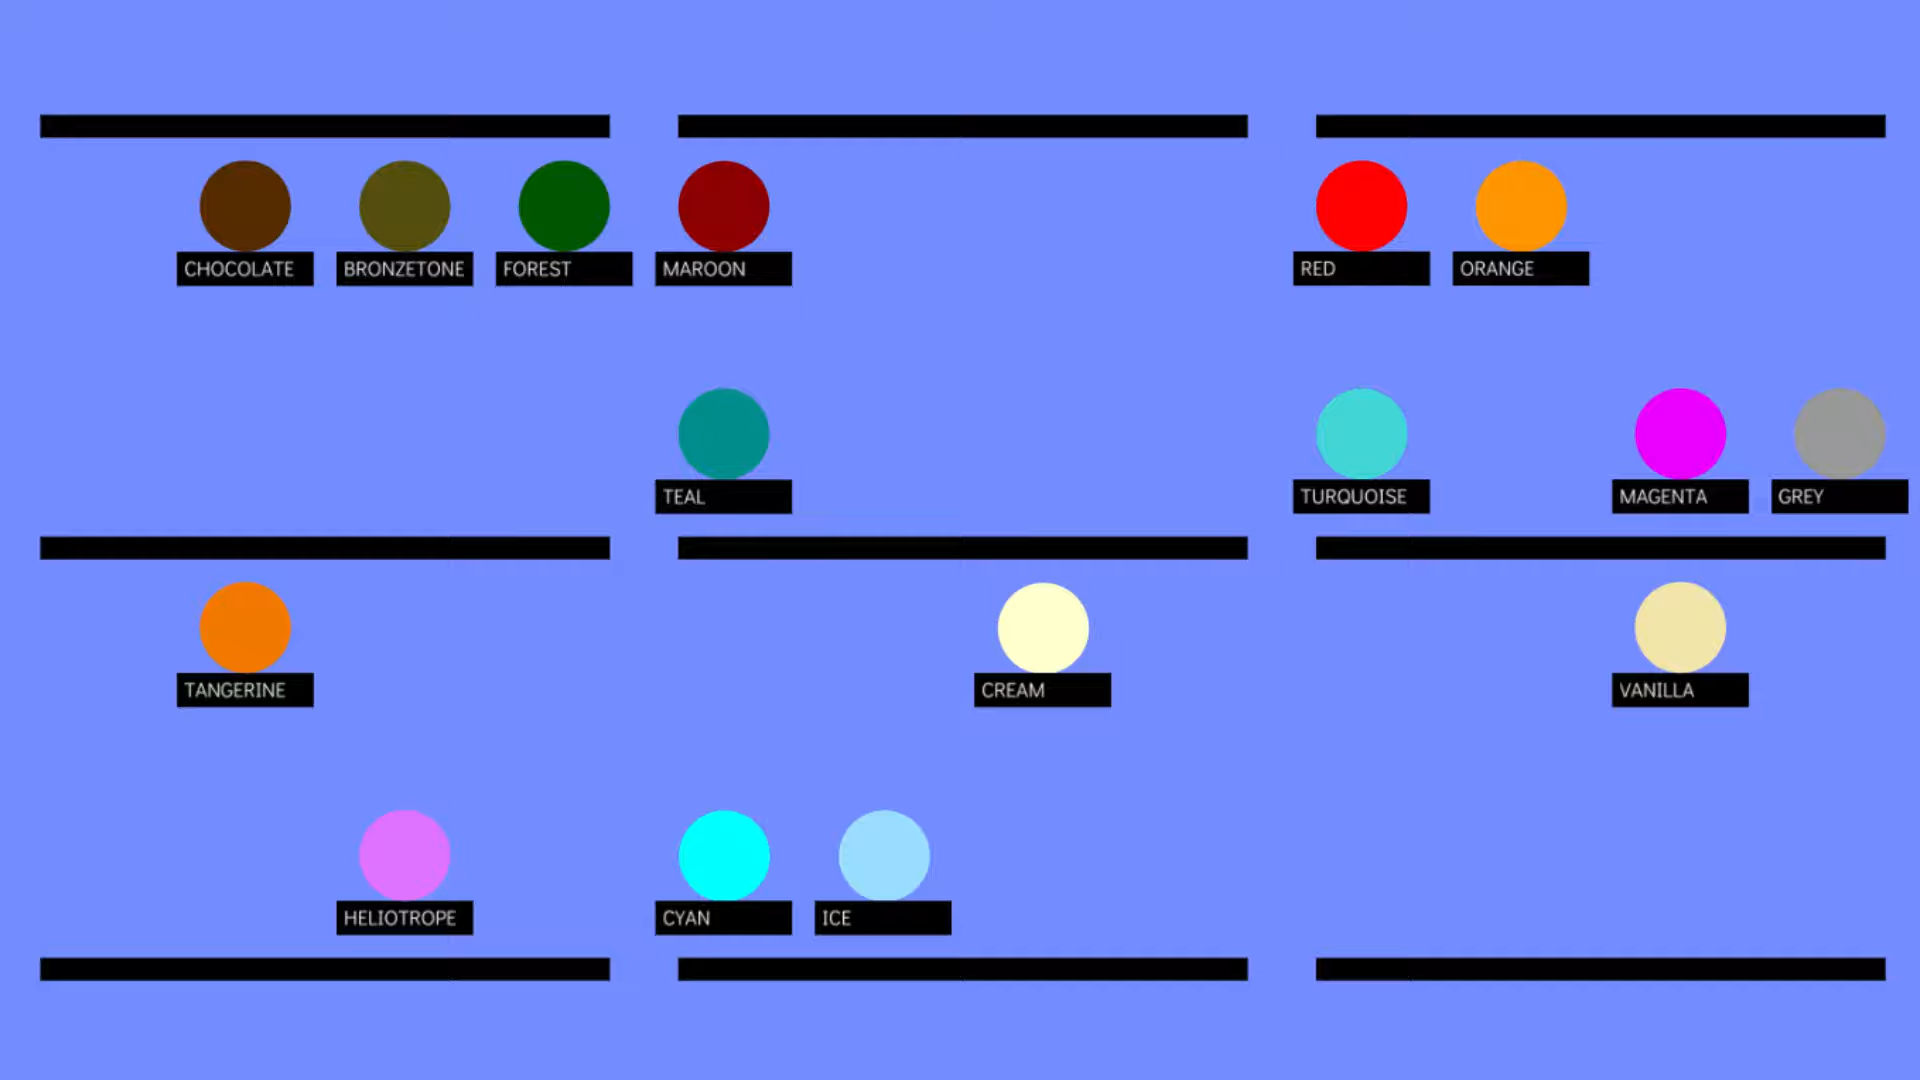 CHOCOLATE
BRONZETONE
FOREST
MAROON
RED
ORANGE
TEAL
TURQUOISE
MAGENTA
GREY
TANGERINE
CREAM
VANILLA
HELIOTROPE
CYAN
ICE